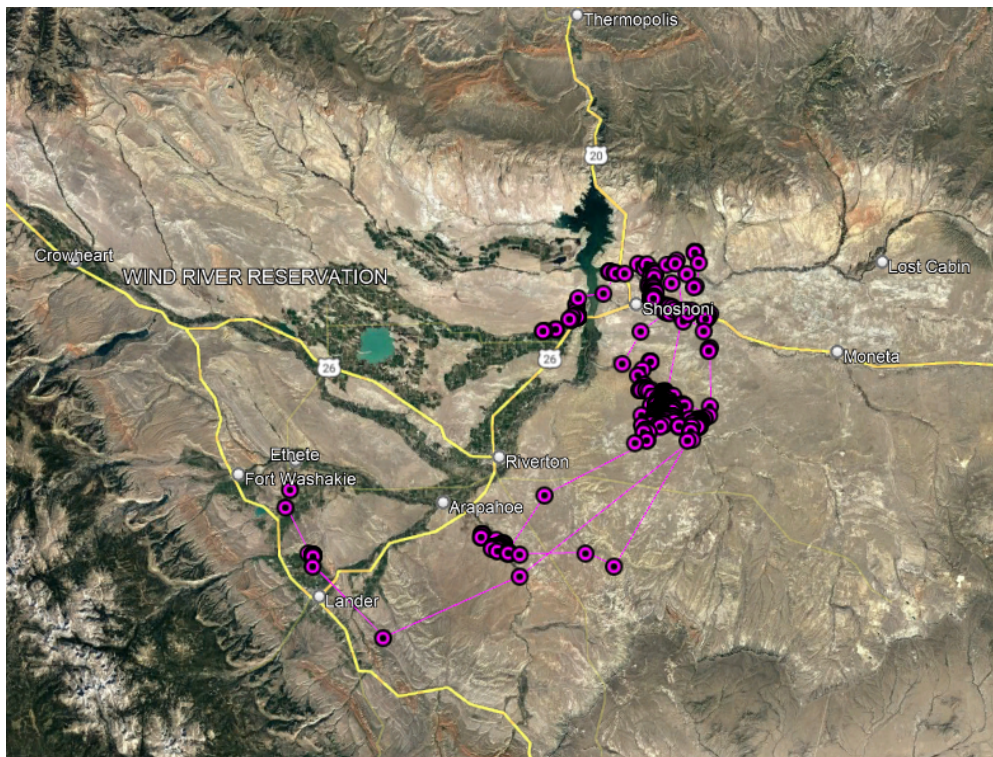 Thermopolis
20
Crowheart
WIND RIVER RESERVATION
Lost Cabin
Shoshoni
Moneta
26
26
Ethete
Riverton
Fort Washakie
Arapahoe
Lander